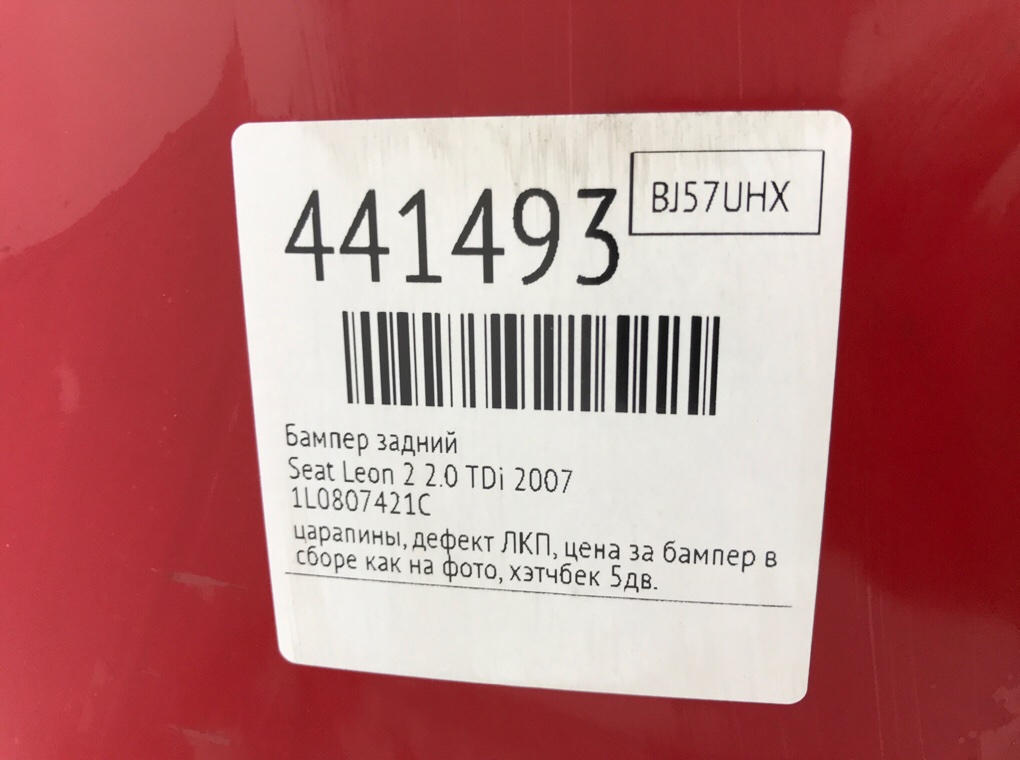 441493
BJ57UHX
Бампер задний
Seat Leon 2 2.0 TDi 2007
1L0807421C
царапины, дефект ЛКП, цена за бампер в
сборе как на фото, хэтчбек 5дв.